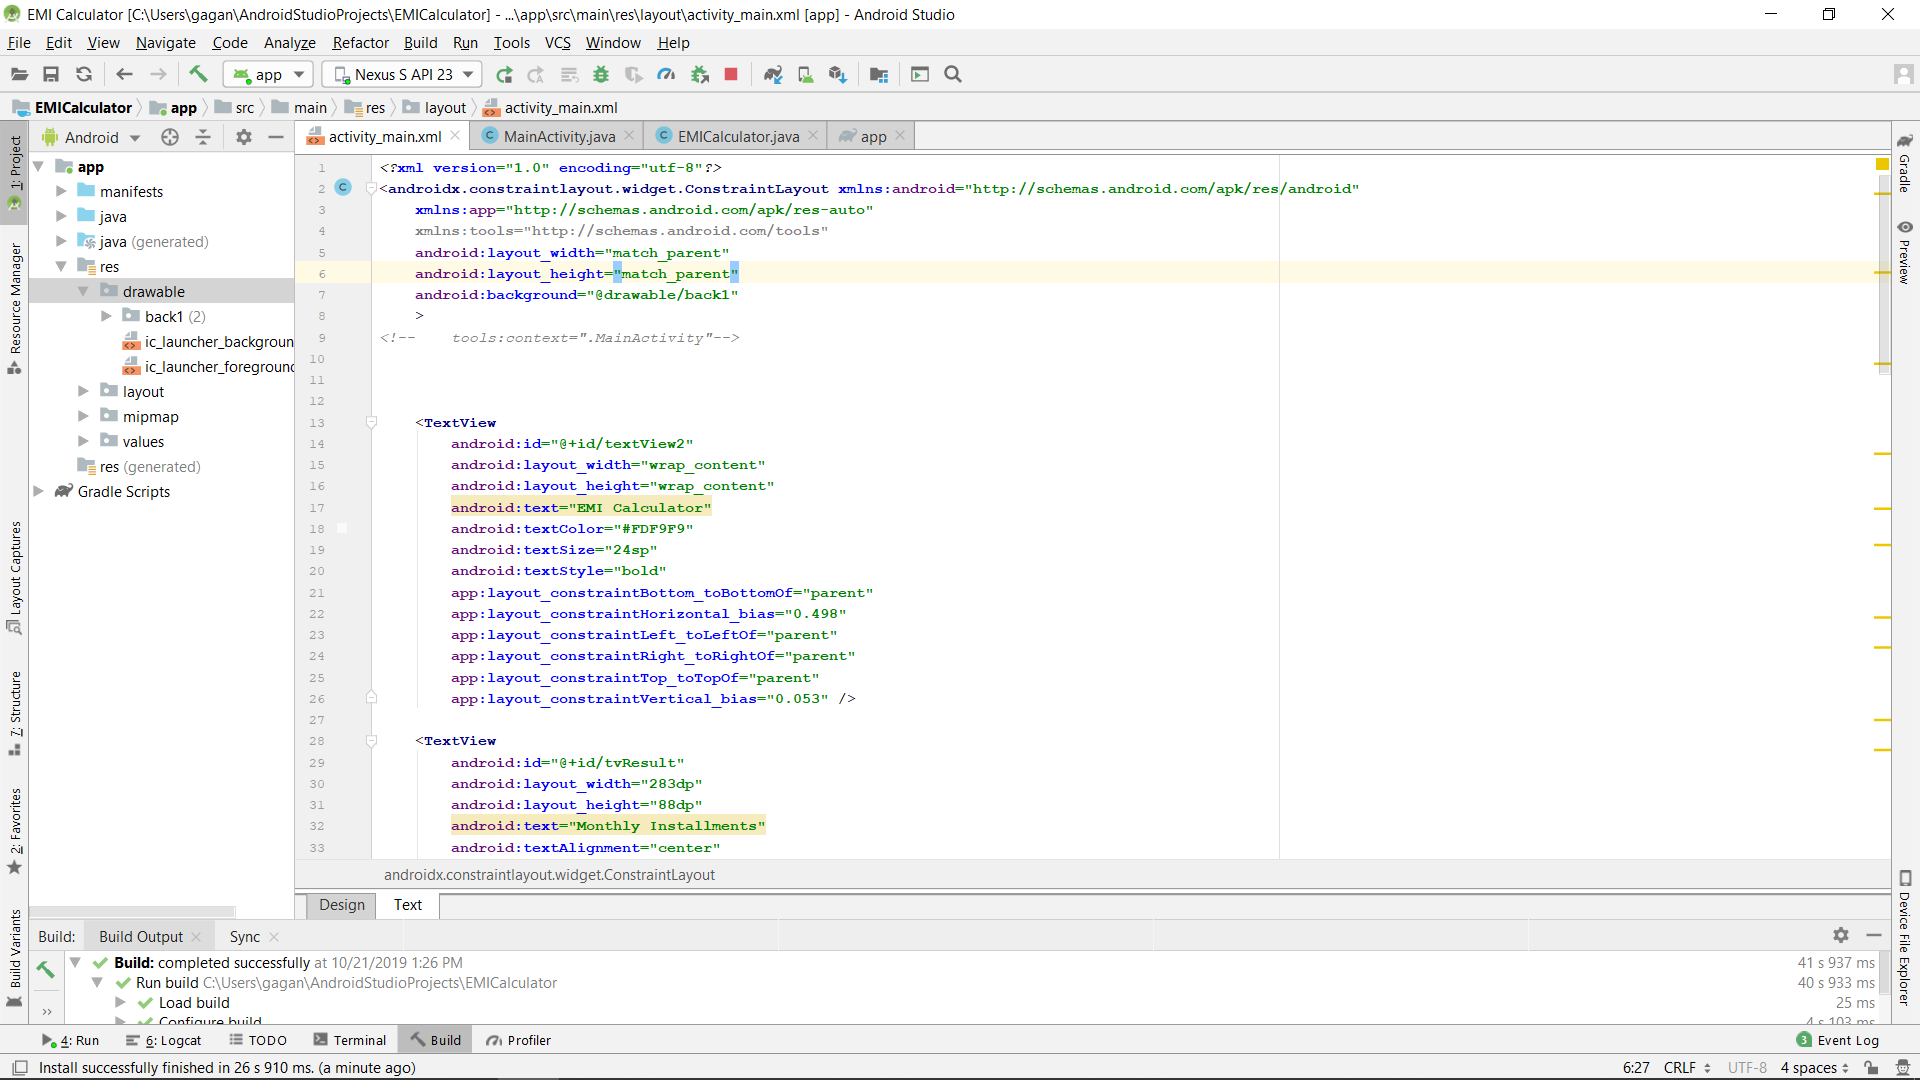 EMI Calculator [C:\Users\gagan\AndroidStudioProjects\EMICalculator] - ...\app\src\main\res\layout\activity_main.xml [app] - Android Studio
File Edit View Navigate Code Analyze Refactor Build Run Tools VCS Window Help
app Nexus S API 23
EMICalculator app src main res layout activity_main.xml
Android
activity_main.xml MainActivity.java EMICalculator.java app
1: Project
Resource Manager
Layout Captures
7: Structure
2: Favorites
Build Variants
app
manifests
java
java (generated)
res
drawable
back1 (2)
ic_launcher_backgroun
ic_launcher_foreground
layout
mipmap
values
res (generated)
Gradle Scripts
1 <?xml version="1.0" encoding="utf-8"?>
2 <androidx.constraintlayout.widget.ConstraintLayout xmlns:android="http://schemas.android.com/apk/res/android"
3 xmlns:app="http://schemas.android.com/apk/res-auto"
4 xmlns:tools="http://schemas.android.com/tools"
5 android:layout_width="match_parent"
6 android:layout_height="match_parent"
7 android:background="@drawable/back1"
8 >
9 <!-- tools:context=".MainActivity"-->
10
11
12
13 <TextView
14 android:id="@+id/textView2"
15 android:layout_width="wrap_content"
16 android:layout_height="wrap_content"
17 android:text="EMI Calculator"
18 android:textColor="#FDF9F9"
19 android:textSize="24sp"
20 android:textStyle="bold"
21 app:layout_constraintBottom_toBottomOf="parent"
22 app:layout_constraintHorizontal_bias="0.498"
23 app:layout_constraintLeft_toLeftOf="parent"
24 app:layout_constraintRight_toRightOf="parent"
25 app:layout_constraintTop_toTopOf="parent"
26 app:layout_constraintVertical_bias="0.053" />
27
28 <TextView
29 android:id="@+id/tvResult"
30 android:layout_width="283dp"
31 android:layout_height="88dp"
32 android:text="Monthly Installments"
33 android:textAlignment="center"
androidx.constraintlayout.widget.ConstraintLayout
Design Text
Gradle
Preview
Device File Explorer
Build: Build Output Sync
Build: completed successfully at 10/21/2019 1:26 PM 41 s 937 ms
Run build C:\Users\gagan\AndroidStudioProjects\EMICalculator 40 s 933 ms
Load build 25 ms
Configure build 4 s 103 ms
4: Run 6: Logcat TODO Terminal Build Profiler 3 Event Log
Install successfully finished in 26 s 910 ms. (a minute ago) 6:27 CRLF UTF-8 4 spaces